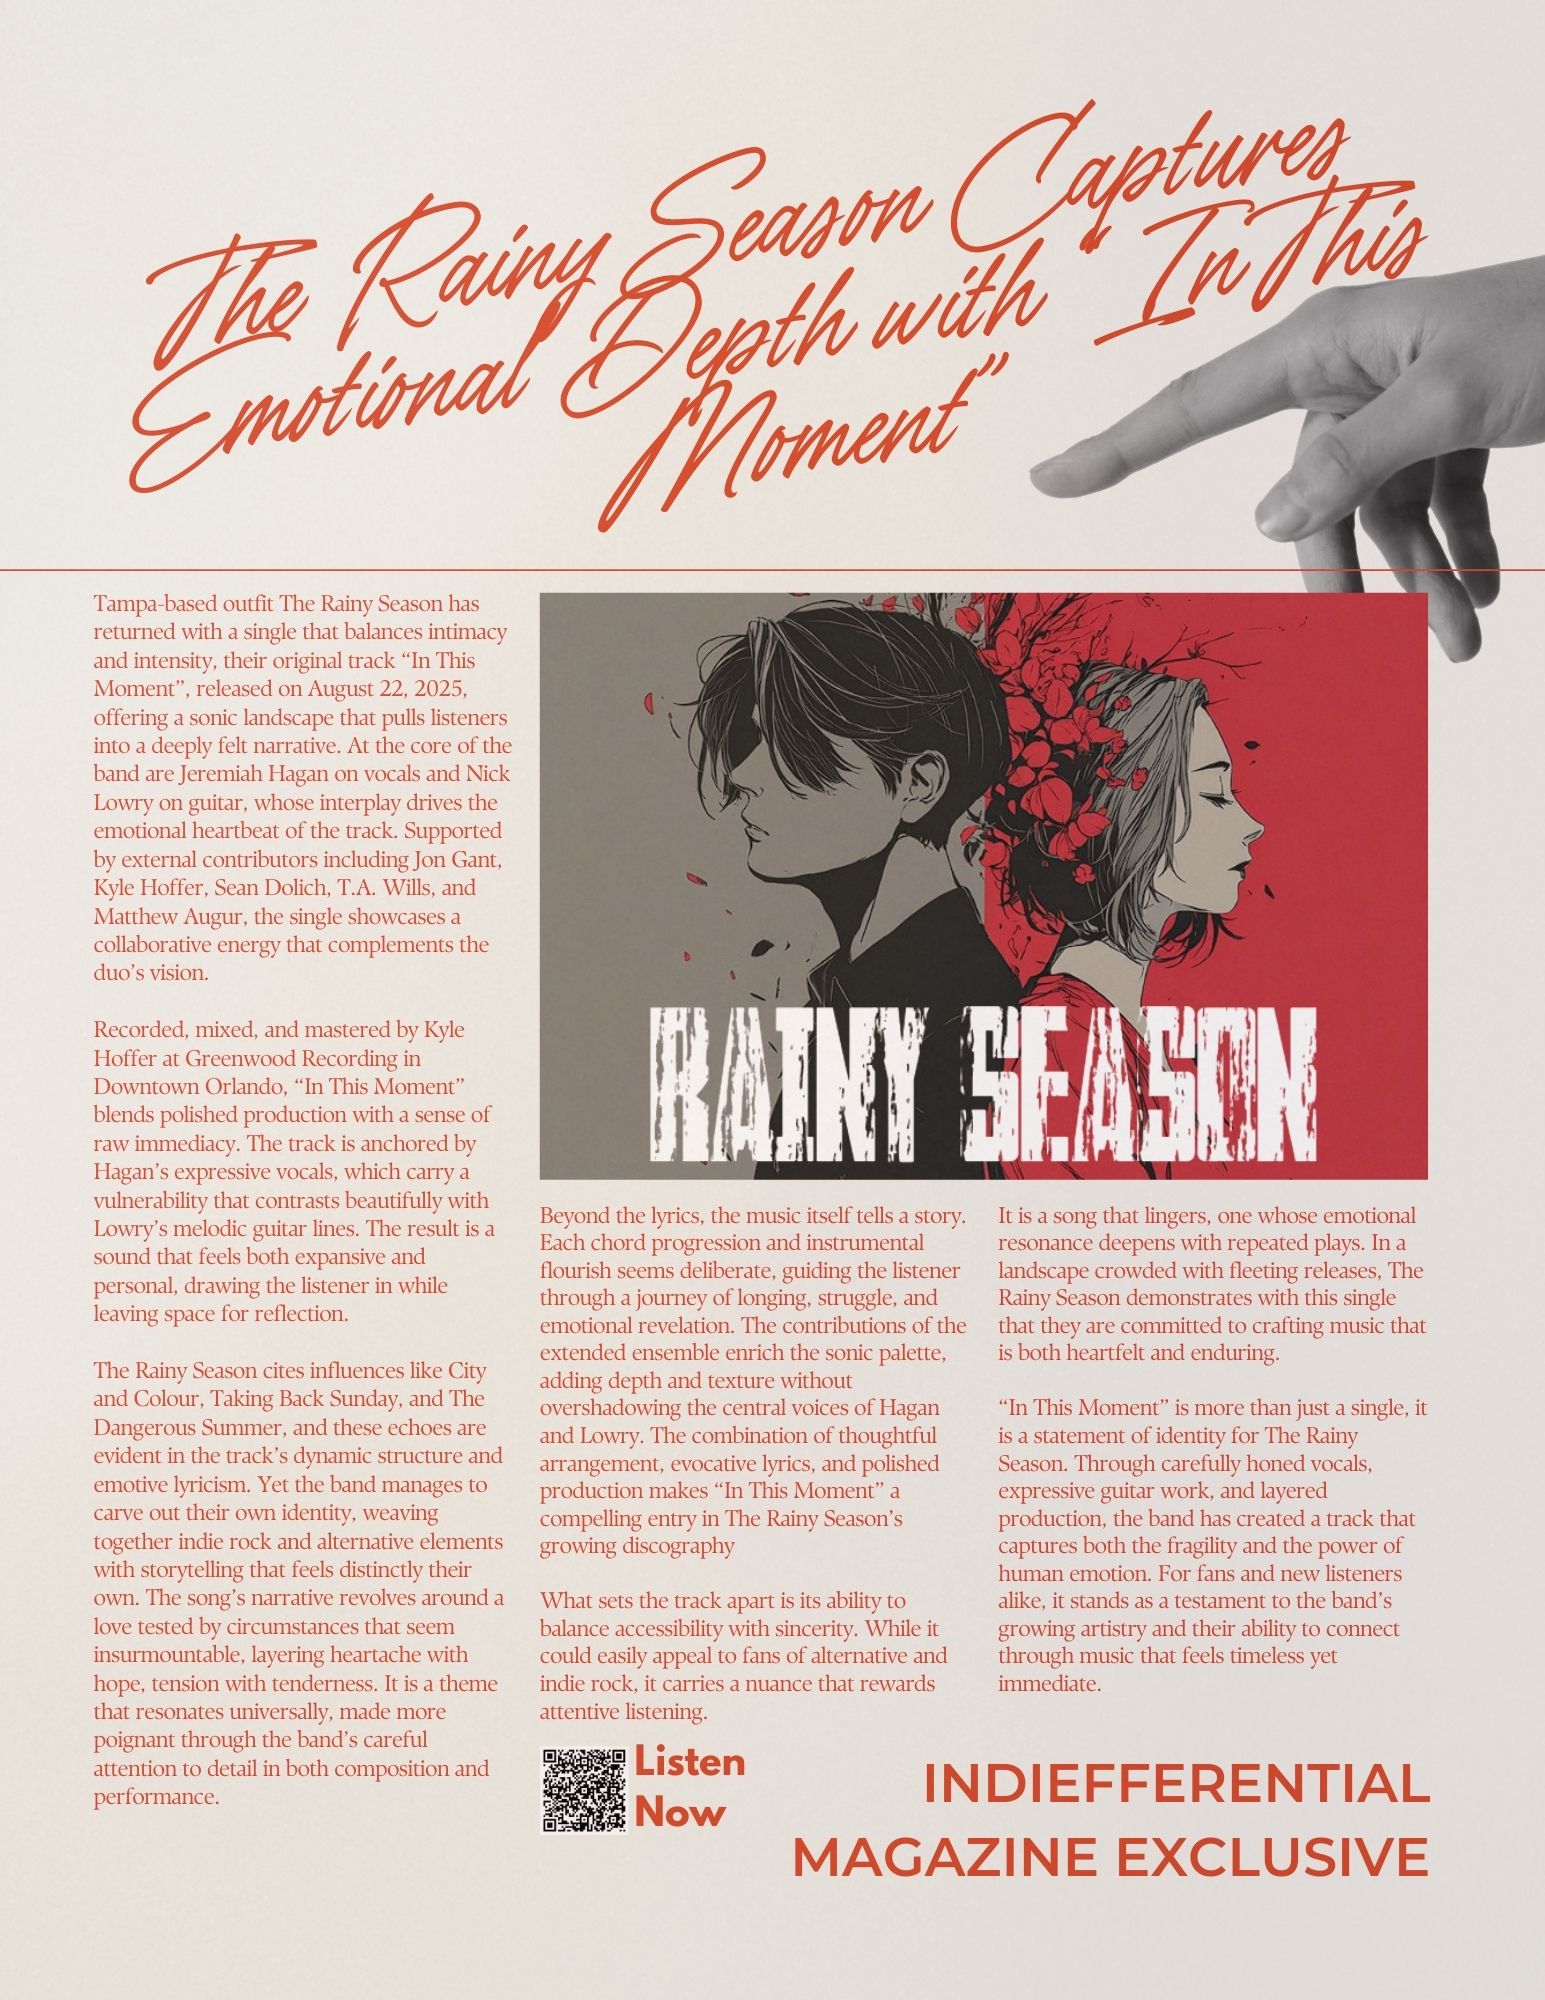 The Rainy Season Captures
Emotional Depth with “In This
Moment”
Tampa-based outfit The Rainy Season has
returned with a single that balances intimacy
and intensity, their original track “In This
Moment”, released on August 22, 2025,
offering a sonic landscape that pulls listeners
into a deeply felt narrative. At the core of the
band are Jeremiah Hagan on vocals and Nick
Lowry on guitar, whose interplay drives the
emotional heartbeat of the track. Supported
by external contributors including Jon Gant,
Kyle Hoffer, Sean Dolich, T.A. Wills, and
Matthew Augur, the single showcases a
collaborative energy that complements the
duo’s vision.
Recorded, mixed, and mastered by Kyle
Hoffer at Greenwood Recording in
Downtown Orlando, “In This Moment”
blends polished production with a sense of
raw immediacy. The track is anchored by
Hagan’s expressive vocals, which carry a
vulnerability that contrasts beautifully with
Lowry’s melodic guitar lines. The result is a
sound that feels both expansive and
personal, drawing the listener in while
leaving space for reflection.
The Rainy Season cites influences like City
and Colour, Taking Back Sunday, and The
Dangerous Summer, and these echoes are
evident in the track’s dynamic structure and
emotive lyricism. Yet the band manages to
carve out their own identity, weaving
together indie rock and alternative elements
with storytelling that feels distinctly their
own. The song’s narrative revolves around a
love tested by circumstances that seem
insurmountable, layering heartache with
hope, tension with tenderness. It is a theme
that resonates universally, made more
poignant through the band’s careful
attention to detail in both composition and
performance.
RAINY SEASON
Beyond the lyrics, the music itself tells a story.
Each chord progression and instrumental
flourish seems deliberate, guiding the listener
through a journey of longing, struggle, and
emotional revelation. The contributions of the
extended ensemble enrich the sonic palette,
adding depth and texture without
overshadowing the central voices of Hagan
and Lowry. The combination of thoughtful
arrangement, evocative lyrics, and polished
production makes “In This Moment” a
compelling entry in The Rainy Season’s
growing discography
What sets the track apart is its ability to
balance accessibility with sincerity. While it
could easily appeal to fans of alternative and
indie rock, it carries a nuance that rewards
attentive listening.
It is a song that lingers, one whose emotional
resonance deepens with repeated plays. In a
landscape crowded with fleeting releases, The
Rainy Season demonstrates with this single
that they are committed to crafting music that
is both heartfelt and enduring.
“In This Moment” is more than just a single, it
is a statement of identity for The Rainy
Season. Through carefully honed vocals,
expressive guitar work, and layered
production, the band has created a track that
captures both the fragility and the power of
human emotion. For fans and new listeners
alike, it stands as a testament to the band’s
growing artistry and their ability to connect
through music that feels timeless yet
immediate.
Listen
Now
INDIEFFERENTIAL
MAGAZINE EXCLUSIVE